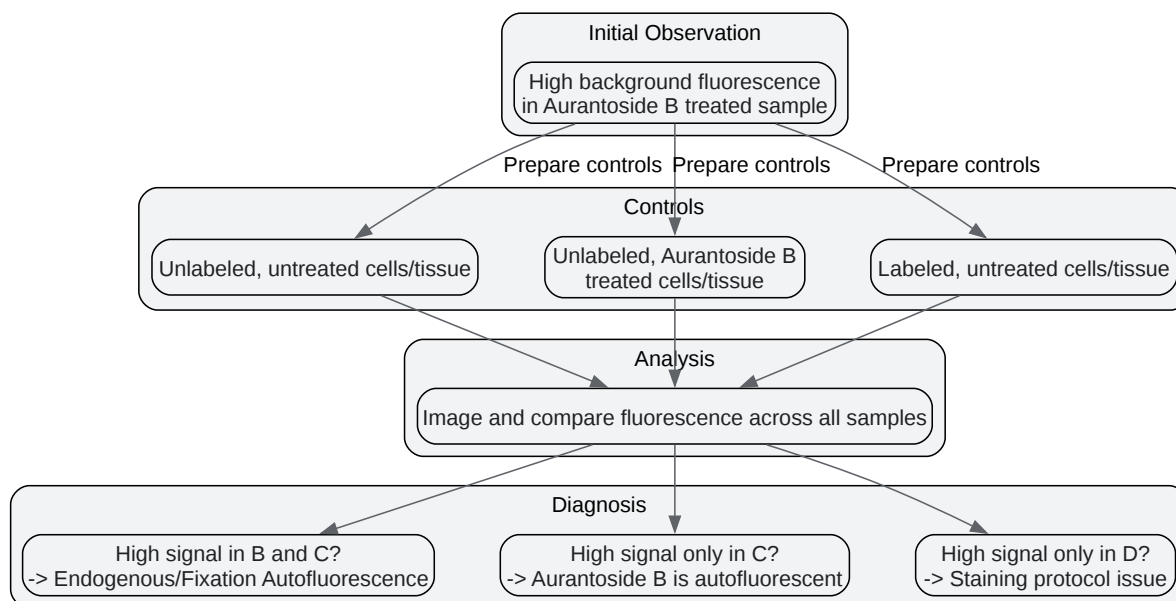 Initial Observation
High background fluorescence
in Aurantoside B treated sample
Prepare controls
Prepare controls
Prepare controls
Controls
Unlabeled, untreated cells/tissue
Unlabeled, Aurantoside B
treated cells/tissue
Labeled, untreated cells/tissue
Analysis
Image and compare fluorescence across all samples
Diagnosis
High signal in B and C?
-> Endogenous/Fixation Autofluorescence
High signal only in C?
-> Aurantoside B is autofluorescent
High signal only in D?
-> Staining protocol issue